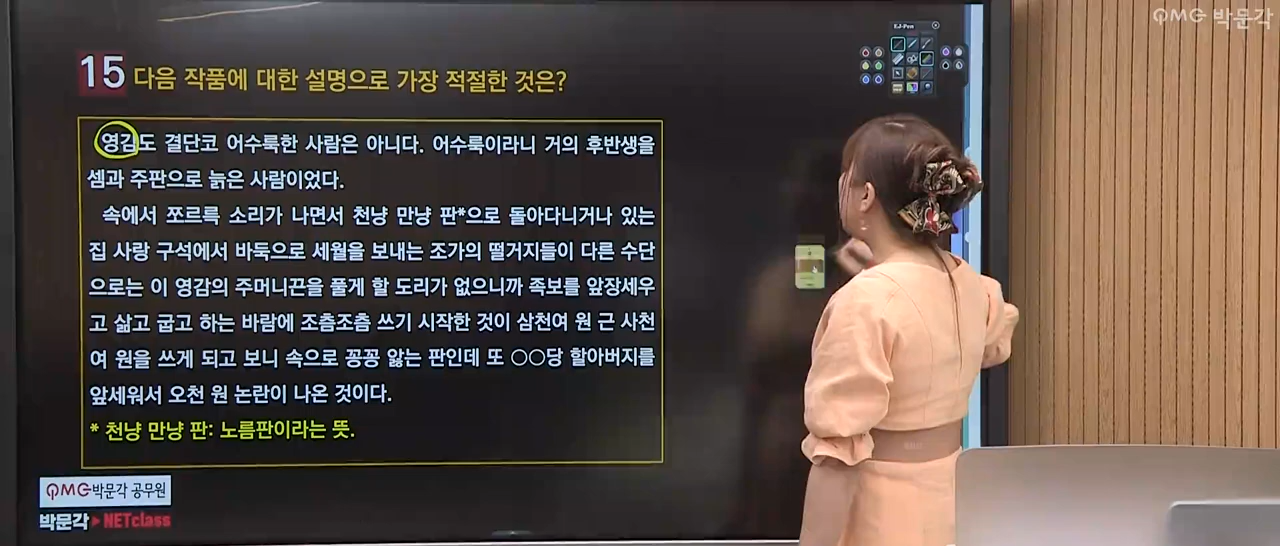 QMG 박문각
EJ-Pen
15 다음 작품에 대한 설명으로 가장 적절한 것은?
영감도 결단코 어수룩한 사람은 아니다. 어수룩이라니 거의 후반생을
셈과 주판으로 늙은 사람이었다.
속에서 쪼르륵 소리가 나면서 천냥 만냥 판*으로 돌아다니거나 있는
집 사랑 구석에서 바둑으로 세월을 보내는 조가의 떨거지들이 다른 수단
으로는 이 영감의 주머니끈을 풀게 할 도리가 없으니까 족보를 앞장세우
고 삶고 굽고 하는 바람에 조츰조츰 쓰기 시작한 것이 삼천여 원 근 사천
여 원을 쓰게 되고 보니 속으로 꽁꽁 앓는 판인데 또 ○○당 할아버지를
앞세워서 오천 원 논란이 나온 것이다.
* 천냥 만냥 판: 노름판이라는 뜻.
QMG 박문각 공무원
박문각 ▶ NETclass